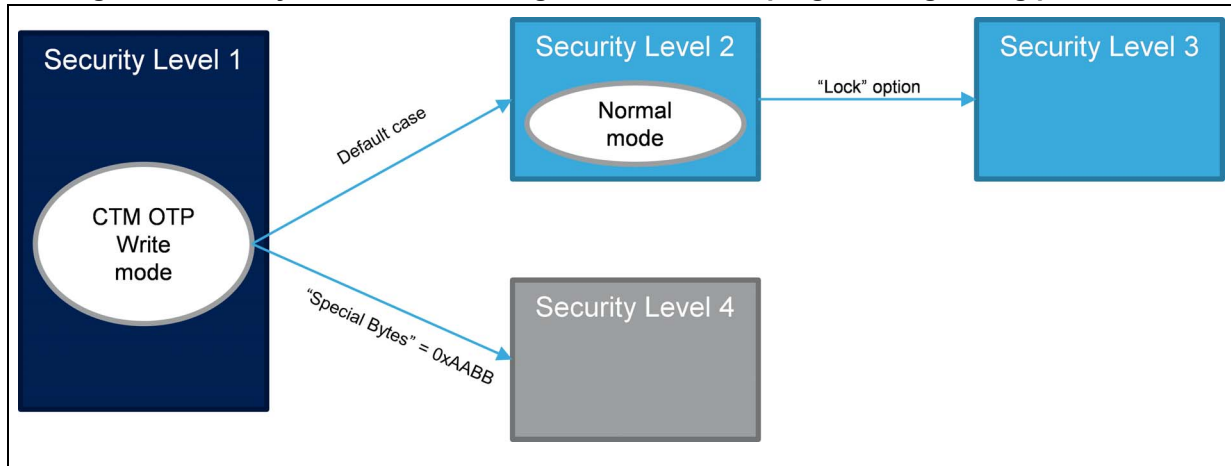 Security Level 1
CTM OTP
Write
mode
Default case
"Special Bytes" = 0xAABB
Security Level 2
Normal
mode
"Lock" option
Security Level 3
Security Level 4